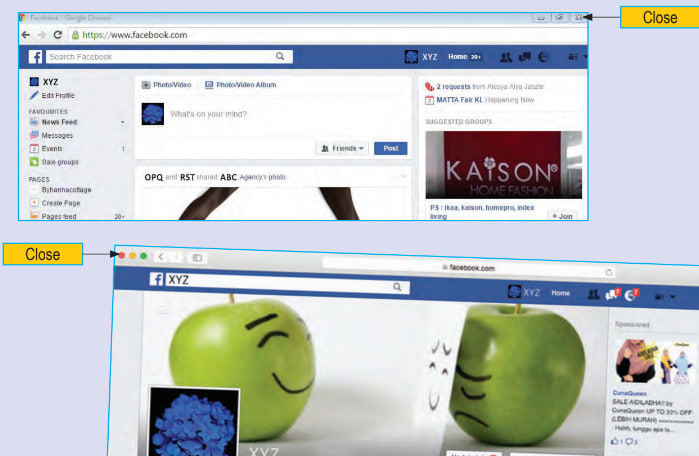 Facebook - Google Chrome
Close
https://www.facebook.com
f Search Facebook XYZ Home 20+
XYZ
Edit Profile
FAVOURITES
News Feed
Messages
Events 1
Sale groups
PAGES
Byhannacottage
Create Page
Pages feed 20+
Photo/Video Photo/Video Album
What's on your mind?
Friends Post
OPQ and RST shared ABC Agency's photo.
2 requests from Alesya Alya Jaszle
MATTA Fair KL Happening Now
SUGGESTED GROUPS
KAISON®
HOME FASHION
PS : ikea, kaison, homepro, index
living
+ Join
Close
facebook.com
f XYZ XYZ Home
XYZ
Sponsored
CunaQueen
SALE AIDILADHA!! by
CunaQueen UP TO 33% OFF
(LEBIH MURAH)
- Hahh, tunggu apa la...